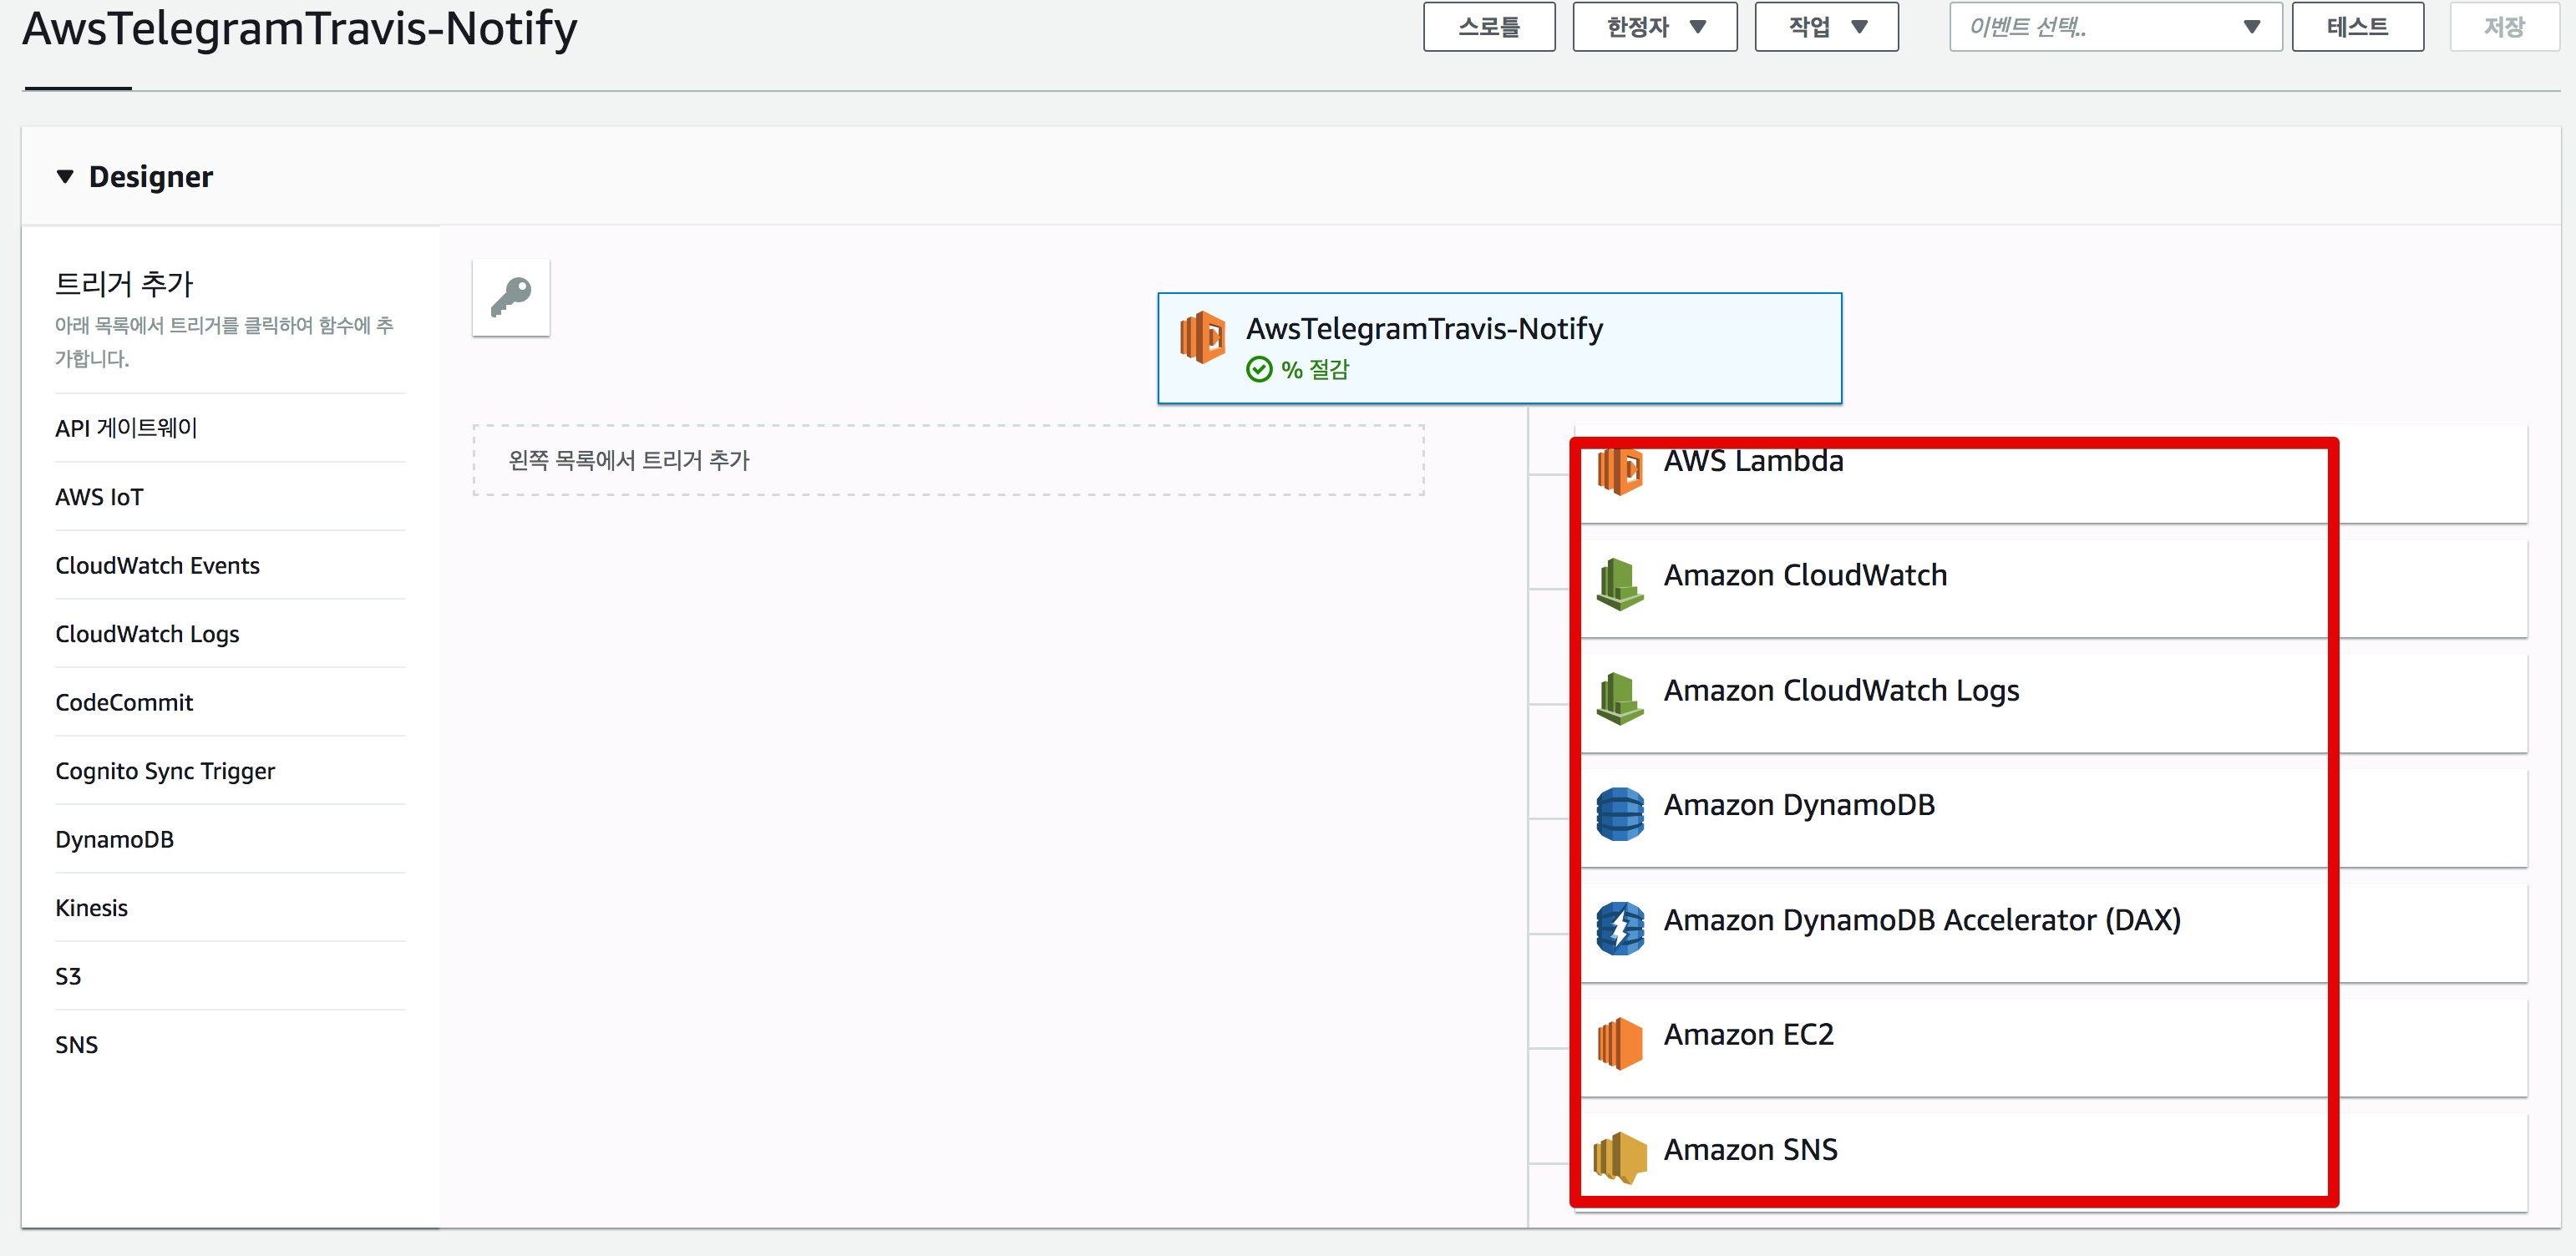 AwsTelegramTravis-Notify
스로틀
한정자
작업
이벤트 선택..
테스트
저장
Designer
트리거 추가
아래 목록에서 트리거를 클릭하여 함수에 추
가합니다.
API 게이트웨이
AWS IoT
CloudWatch Events
CloudWatch Logs
CodeCommit
Cognito Sync Trigger
DynamoDB
Kinesis
S3
SNS
AwsTelegramTravis-Notify
% 절감
왼쪽 목록에서 트리거 추가
AWS Lambda
Amazon CloudWatch
Amazon CloudWatch Logs
Amazon DynamoDB
Amazon DynamoDB Accelerator (DAX)
Amazon EC2
Amazon SNS